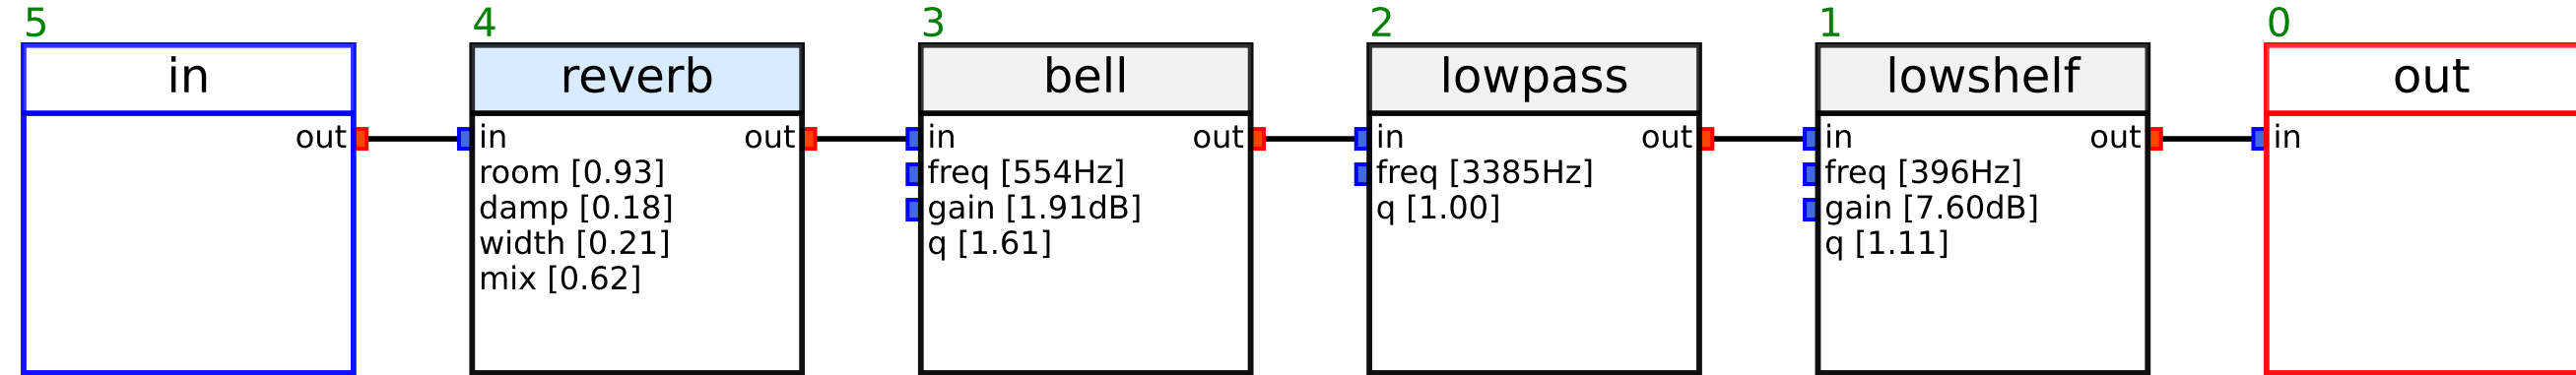 5
in
out
4
reverb
in out
room [0.93]
damp [0.18]
width [0.21]
mix [0.62]
3
bell
in out
freq [554Hz]
gain [1.91dB]
q [1.61]
2
lowpass
in out
freq [3385Hz]
q [1.00]
1
lowshelf
in out
freq [396Hz]
gain [7.60dB]
q [1.11]
0
out
in